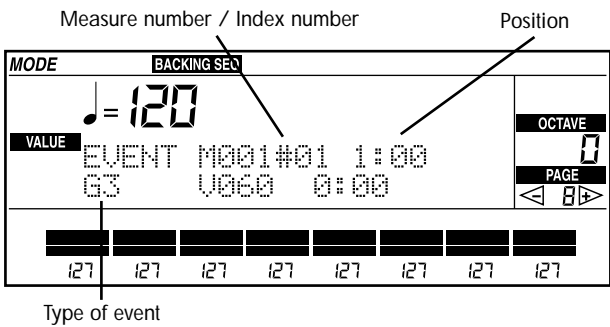 Measure number / Index number
Position
MODE BACKING SEQ
♩=120
OCTAVE
0
VALUE
EVENT M001#01 1:00
G3 V060 0:00
PAGE
- 8 +
127 127 127 127 127 127 127 127
Type of event